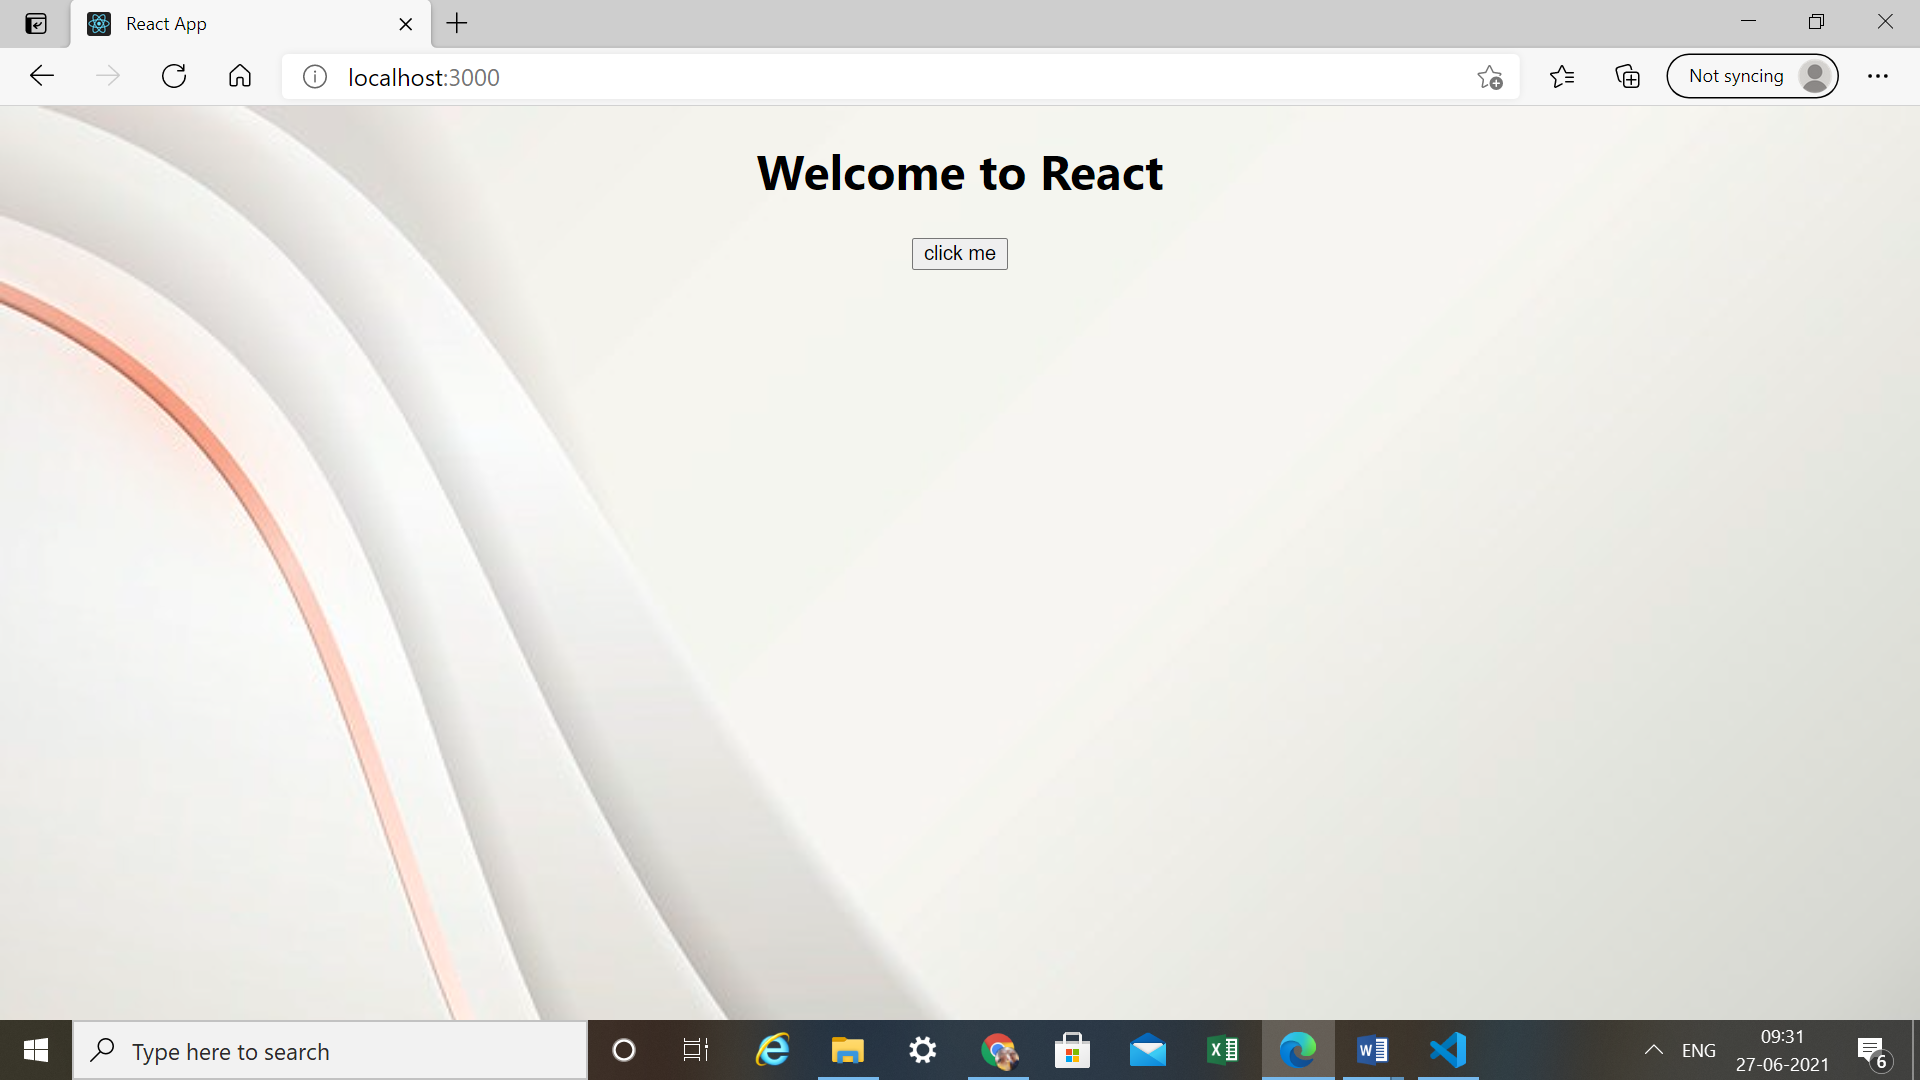 React App
localhost:3000
Not syncing
Welcome to React
click me
Type here to search
ENG
09:31
27-06-2021
6